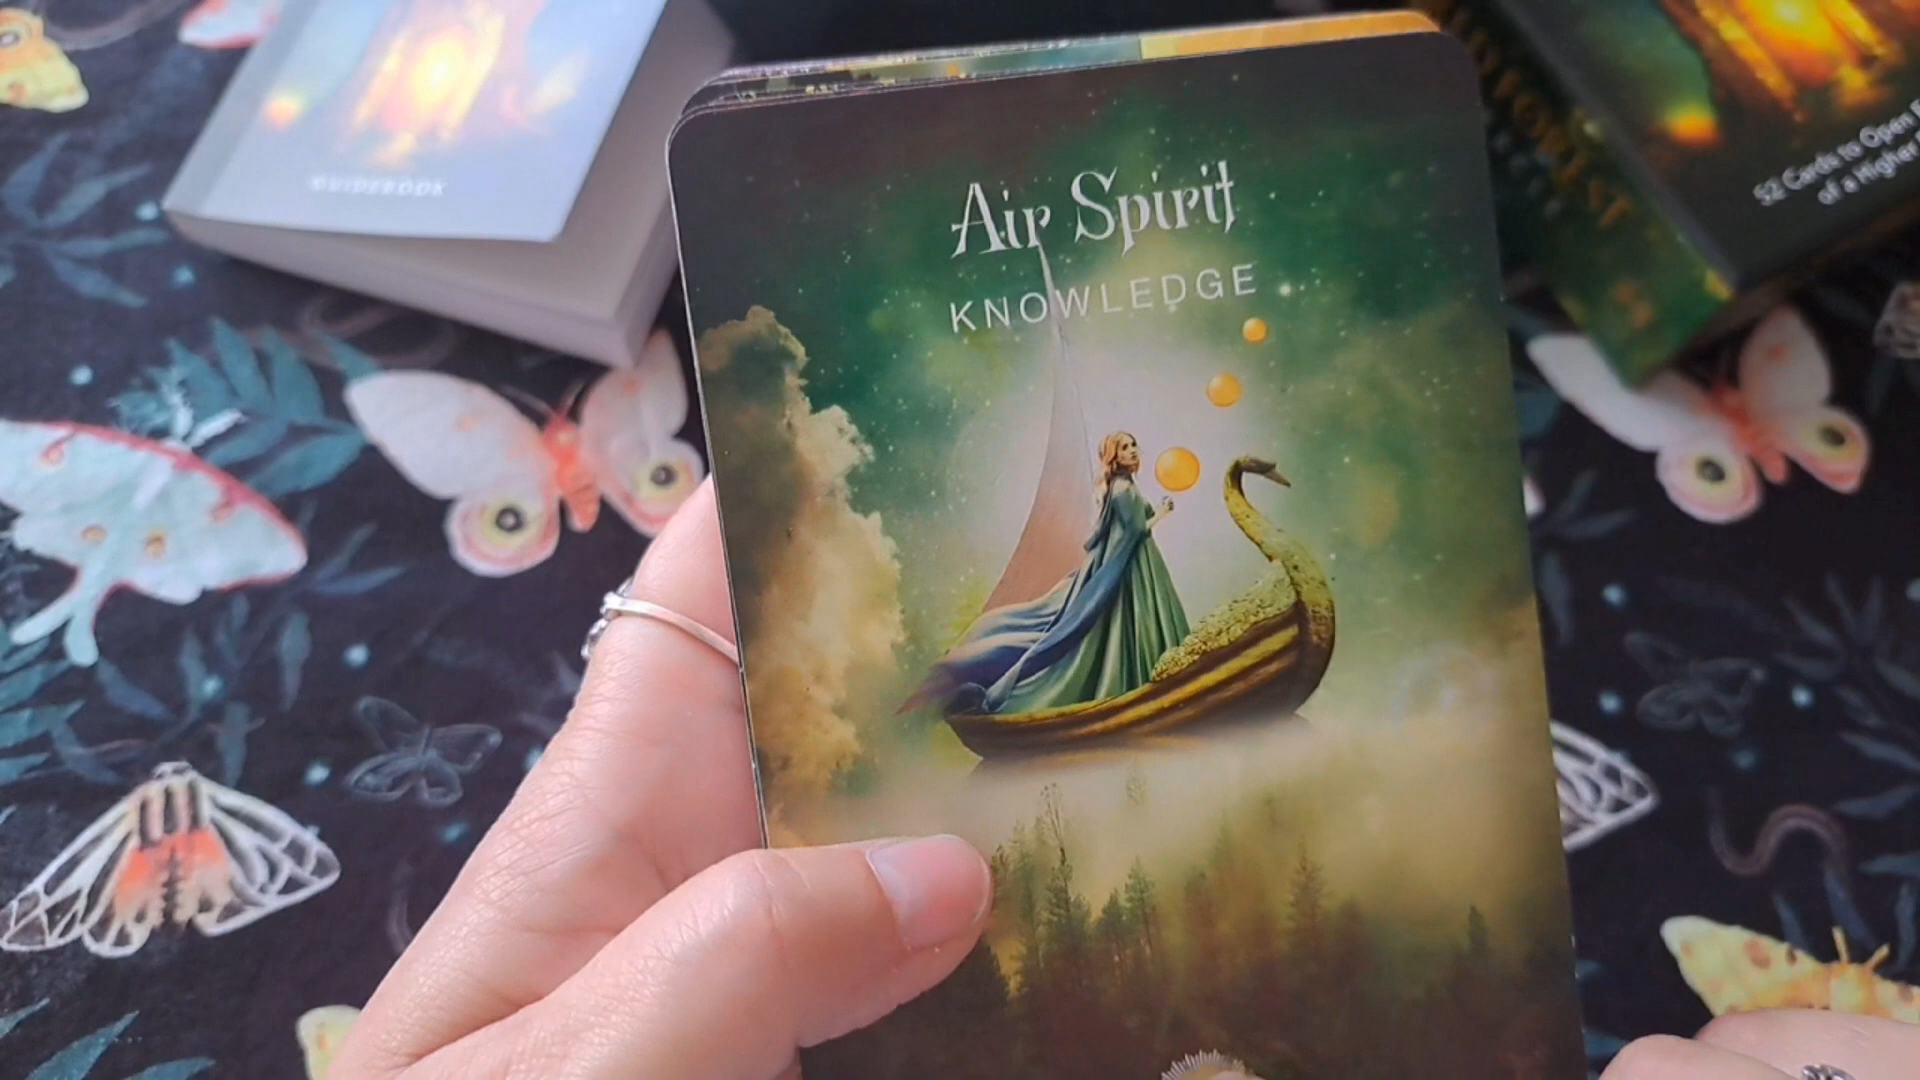 GUIDEBOOK
Air Spirit
KNOWLEDGE
52 Cards to Open
of a Higher